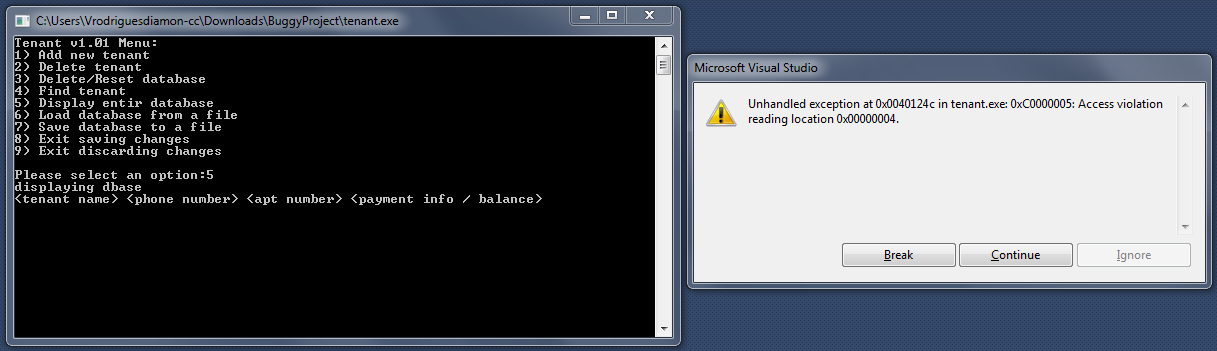 C:\Users\Vrodriguesdiamon-cc\Downloads\BuggyProject\tenant.exe
Tenant v1.01 Menu:
1) Add new tenant
2) Delete tenant
3) Delete/Reset database
4) Find tenant
5) Display entir database
6) Load database from a file
7) Save database to a file
8) Exit saving changes
9) Exit discarding changes
Please select an option:5
displaying dbase
<tenant name> <phone number> <apt number> <payment info / balance>
Microsoft Visual Studio
Unhandled exception at 0x0040124c in tenant.exe: 0xC0000005: Access violation
reading location 0x00000004.
Break Continue Ignore